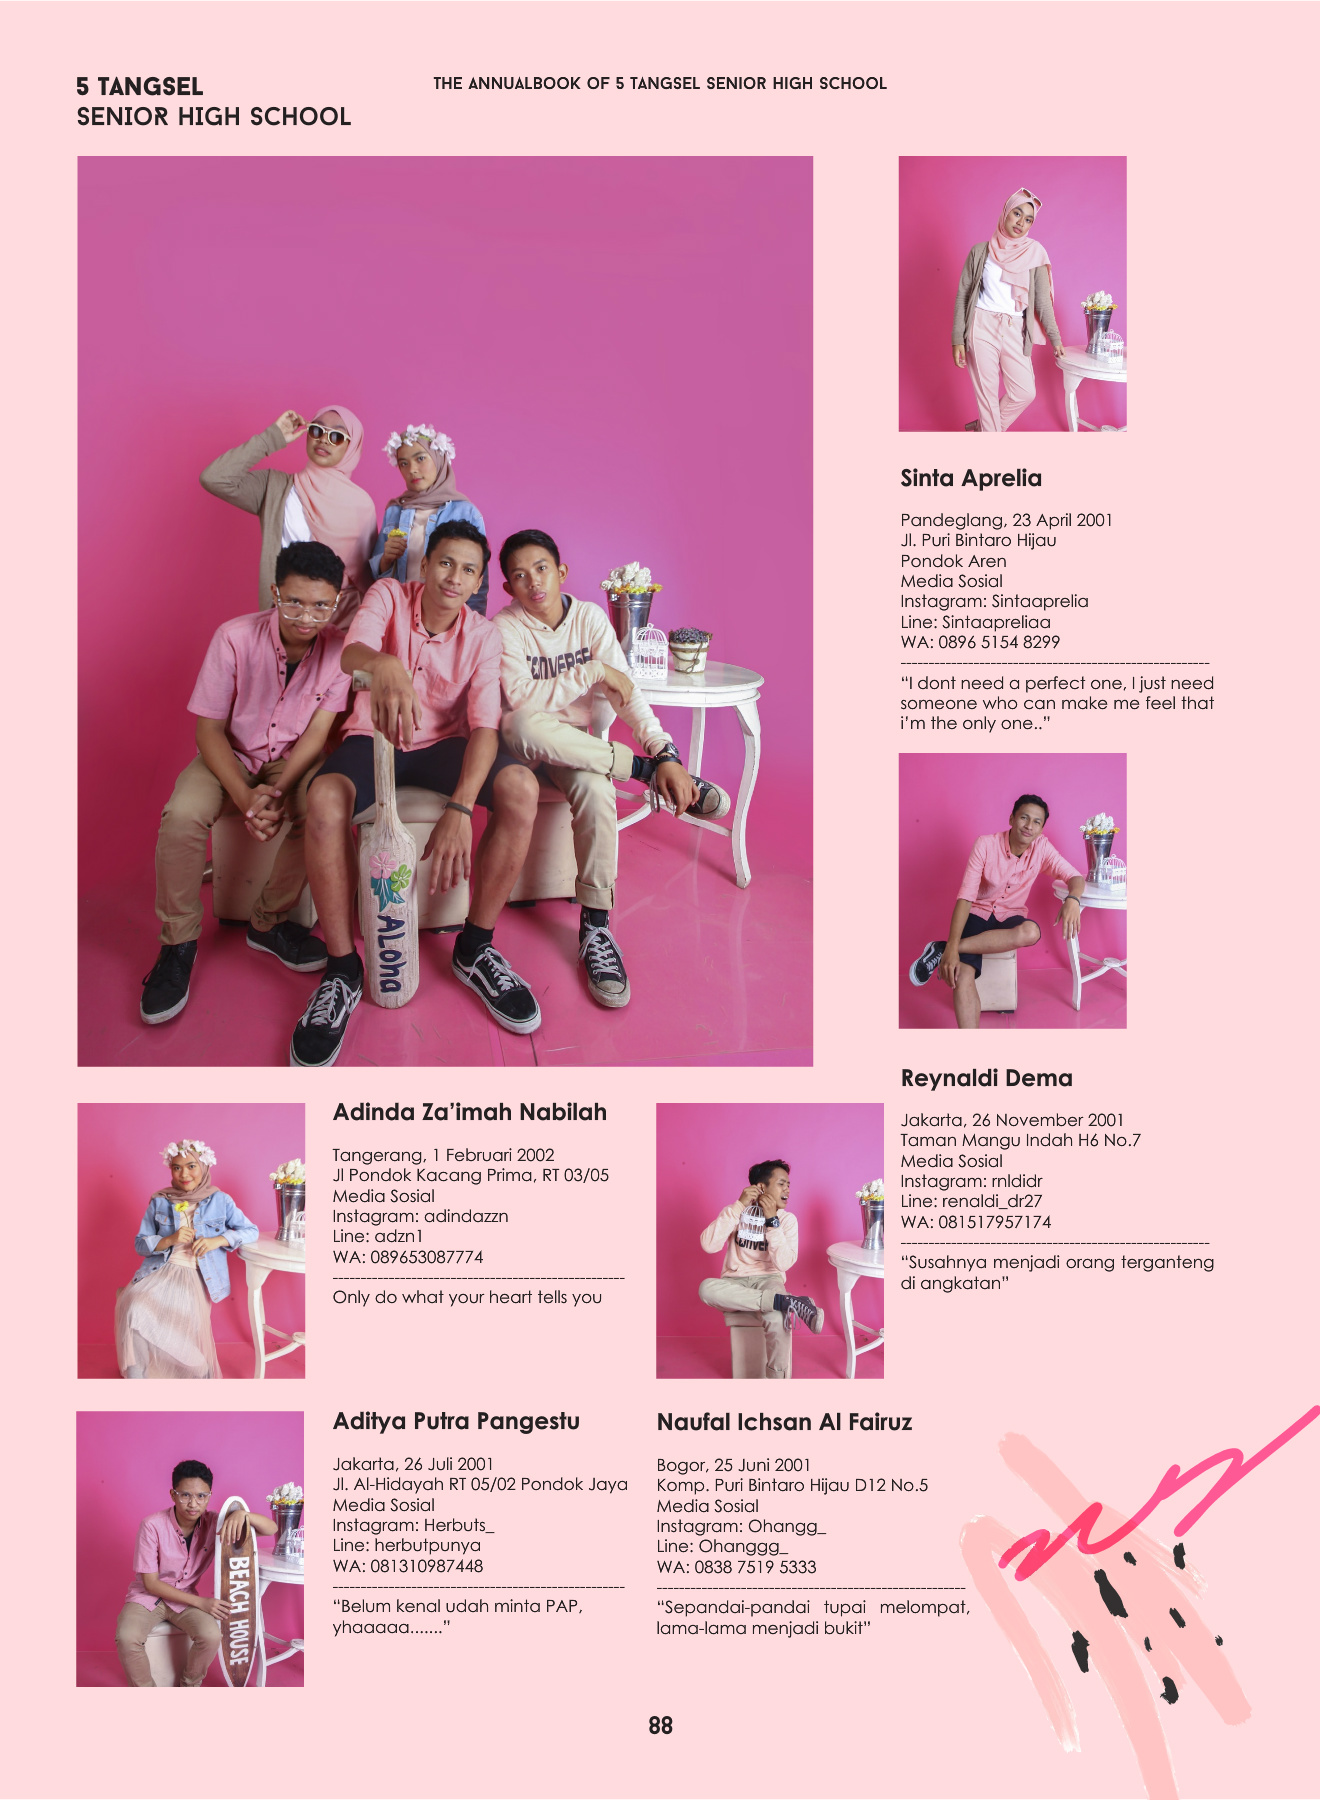 5 TANGSEL
SENIOR HIGH SCHOOL
THE ANNUALBOOK OF 5 TANGSEL SENIOR HIGH SCHOOL
CONVERSE
ALoha
Sinta Aprelia
Pandeglang, 23 April 2001
Jl. Puri Bintaro Hijau
Pondok Aren
Media Sosial
Instagram: Sintaaprelia
Line: Sintaapreliaa
WA: 0896 5154 8299
“I dont need a perfect one, I just need
someone who can make me feel that
i’m the only one..”
Reynaldi Dema
Jakarta, 26 November 2001
Taman Mangu Indah H6 No.7
Media Sosial
Instagram: rnldidr
Line: renaldi_dr27
WA: 081517957174
“Susahnya menjadi orang terganteng
di angkatan”
Adinda Za’imah Nabilah
Tangerang, 1 Februari 2002
Jl Pondok Kacang Prima, RT 03/05
Media Sosial
Instagram: adindazzn
Line: adzn1
WA: 089653087774
Only do what your heart tells you
CONVER
Aditya Putra Pangestu
Jakarta, 26 Juli 2001
Jl. Al-Hidayah RT 05/02 Pondok Jaya
Media Sosial
Instagram: Herbuts_
Line: herbutpunya
WA: 081310987448
“Belum kenal udah minta PAP,
yhaaaaa.......”
BEACH HOUSE
Naufal Ichsan Al Fairuz
Bogor, 25 Juni 2001
Komp. Puri Bintaro Hijau D12 No.5
Media Sosial
Instagram: Ohangg_
Line: Ohanggg_
WA: 0838 7519 5333
“Sepandai-pandai tupai melompat,
lama-lama menjadi bukit”
88